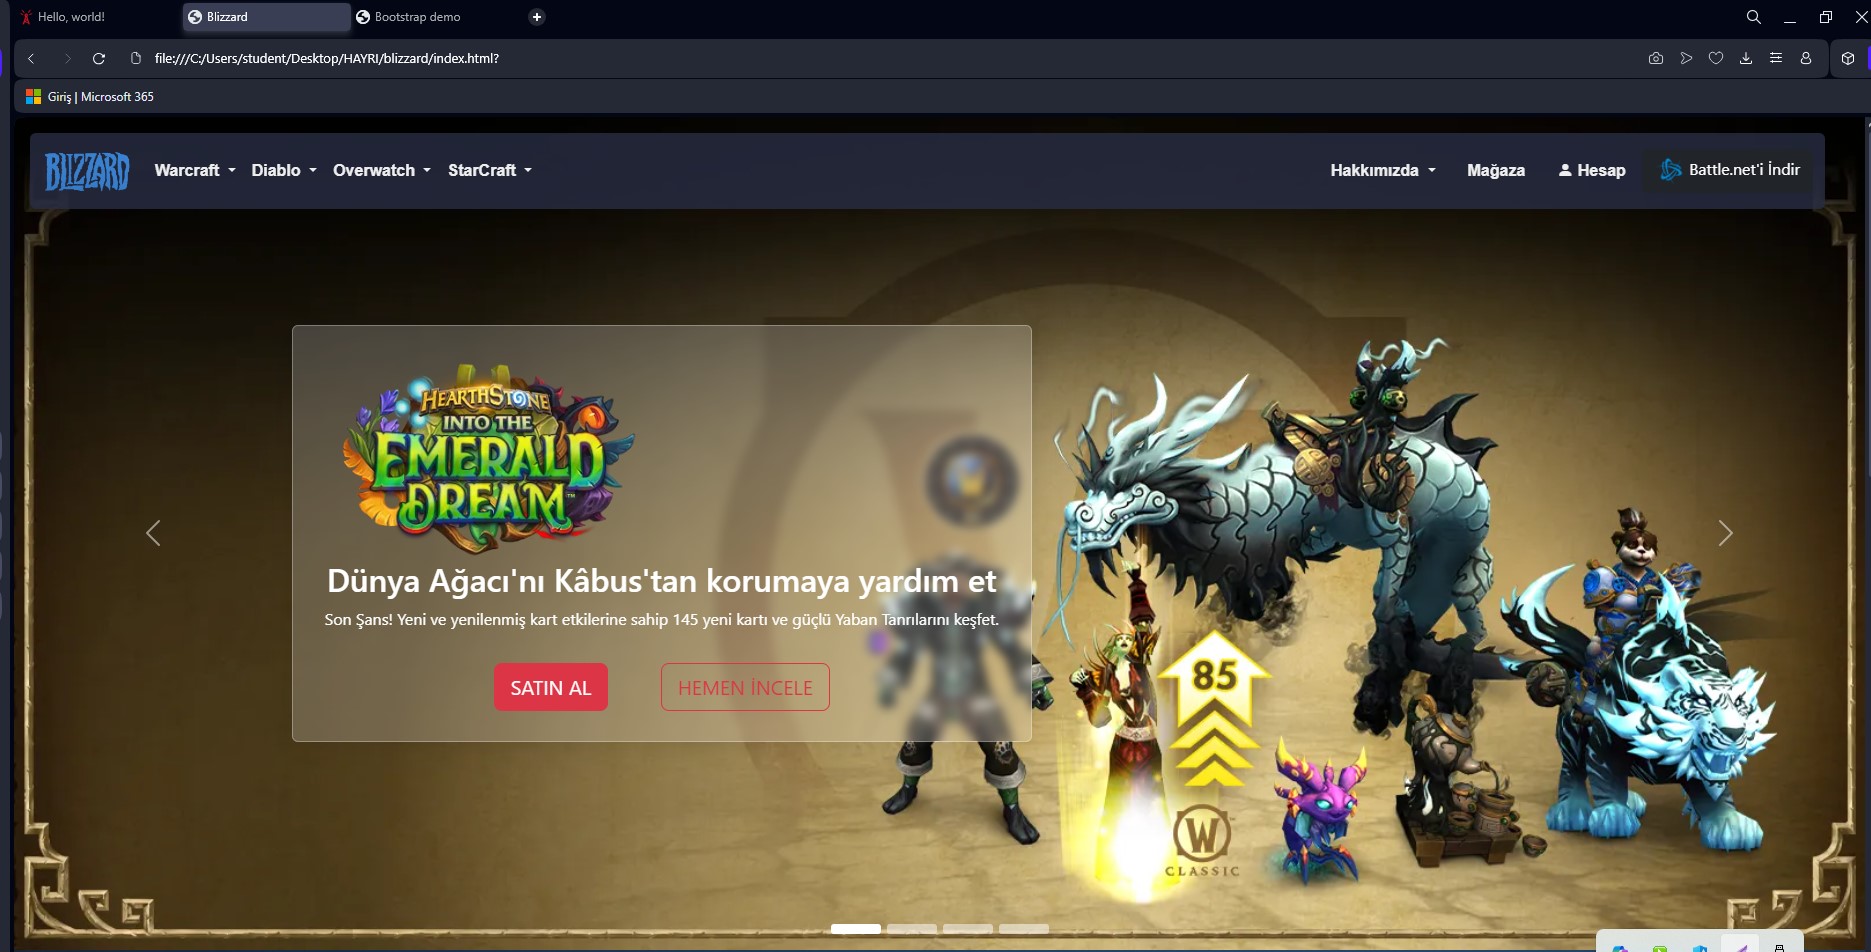 Hello, world!
Blizzard
Bootstrap demo
file:///C:/Users/student/Desktop/HAYRI/blizzard/index.html?
Giriş | Microsoft 365
BLIZZARD
Warcraft
Diablo
Overwatch
StarCraft
Hakkımızda
Mağaza
Hesap
Battle.net'i İndir
HEARTHSTONE
INTO THE
EMERALD
DREAM™
Dünya Ağacı'nı Kâbus'tan korumaya yardım et
Son Şans! Yeni ve yenilenmiş kart etkilerine sahip 145 yeni kartı ve güçlü Yaban Tanrılarını keşfet.
SATIN AL
HEMEN İNCELE
85
W
CLASSIC